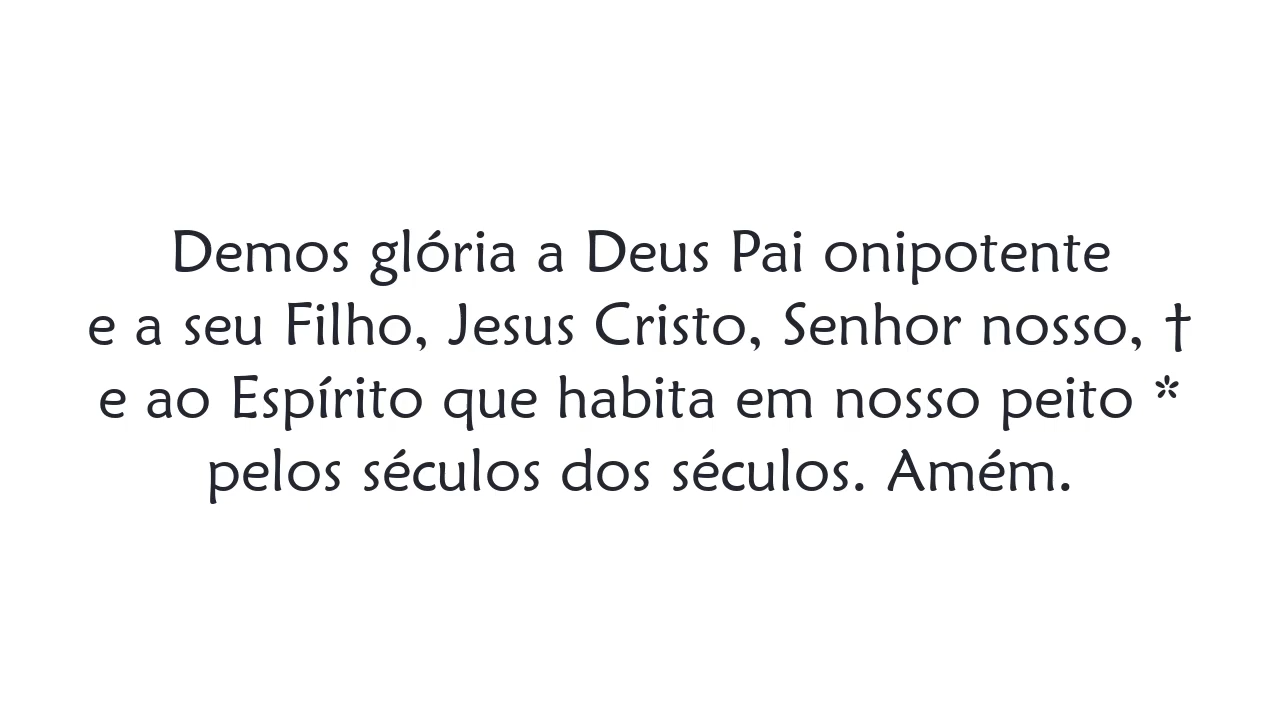 Demos glória a Deus Pai onipotente
e a seu Filho, Jesus Cristo, Senhor nosso, †
e ao Espírito que habita em nosso peito *
pelos séculos dos séculos. Amém.